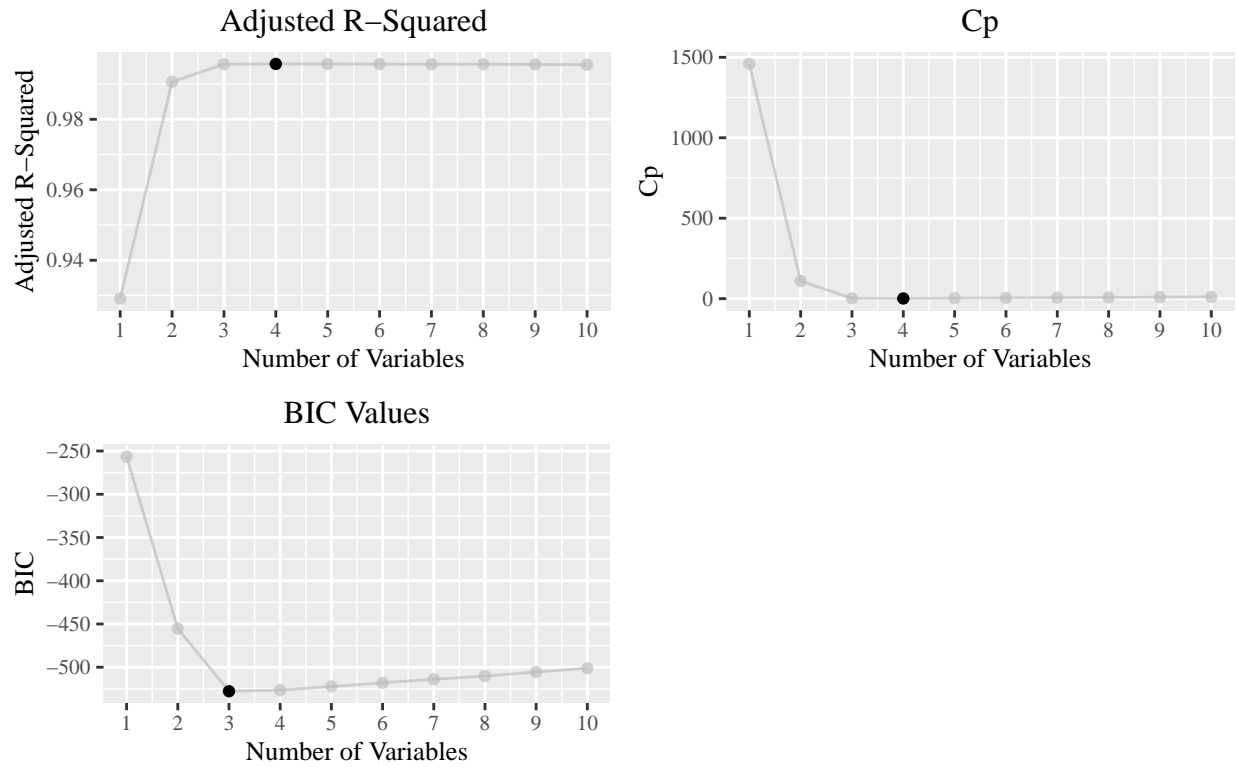 Adjusted R−Squared
Adjusted R−Squared
0.98
0.96
0.94
1 2 3 4 5 6 7 8 9 10
Number of Variables
Cp
Cp
1500
1000
500
0
1 2 3 4 5 6 7 8 9 10
Number of Variables
BIC Values
BIC
−250
−300
−350
−400
−450
−500
1 2 3 4 5 6 7 8 9 10
Number of Variables